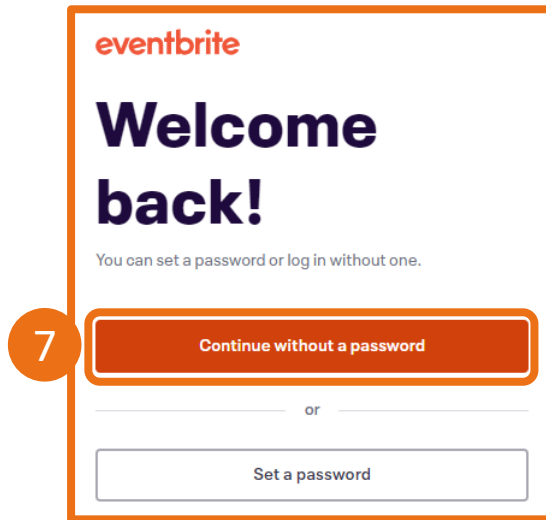 eventbrite
Welcome
back!
You can set a password or log in without one.
7
Continue without a password
or
Set a password